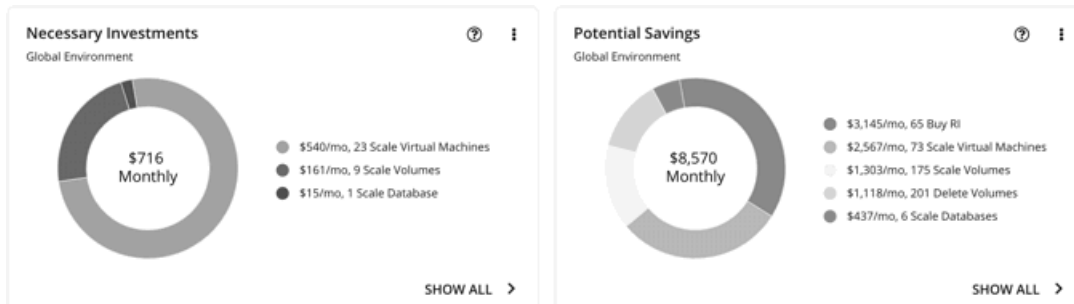 Necessary Investments
Global Environment
$716
Monthly
$540/mo, 23 Scale Virtual Machines
$161/mo, 9 Scale Volumes
$15/mo, 1 Scale Database
SHOW ALL
Potential Savings
Global Environment
$8,570
Monthly
$3,145/mo, 65 Buy RI
$2,567/mo, 73 Scale Virtual Machines
$1,303/mo, 175 Scale Volumes
$1,118/mo, 201 Delete Volumes
$437/mo, 6 Scale Databases
SHOW ALL